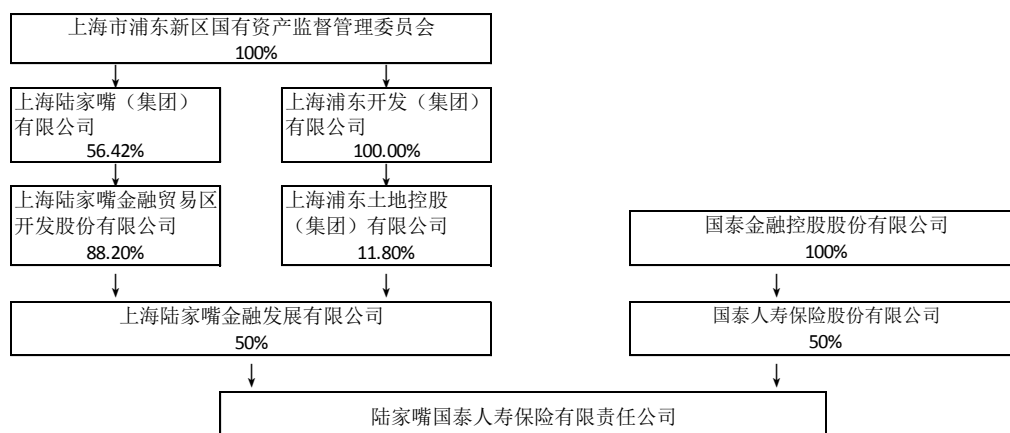 上海市浦东新区国有资产监督管理委员会
100%
上海陆家嘴（集团）
有限公司
56.42%
上海浦东开发（集团）
有限公司
100.00%
上海陆家嘴金融贸易区
开发股份有限公司
88.20%
上海浦东土地控股
（集团）有限公司
11.80%
国泰金融控股股份有限公司
100%
上海陆家嘴金融发展有限公司
50%
国泰人寿保险股份有限公司
50%
陆家嘴国泰人寿保险有限责任公司